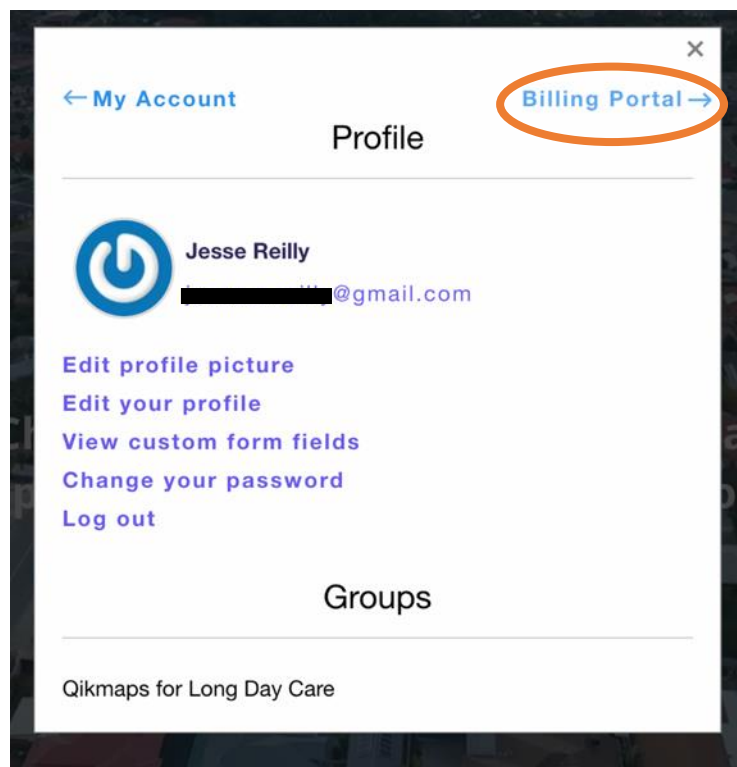 ← My Account
Billing Portal →
Profile
Jesse Reilly
@gmail.com
Edit profile picture
Edit your profile
View custom form fields
Change your password
Log out
Groups
Qikmaps for Long Day Care